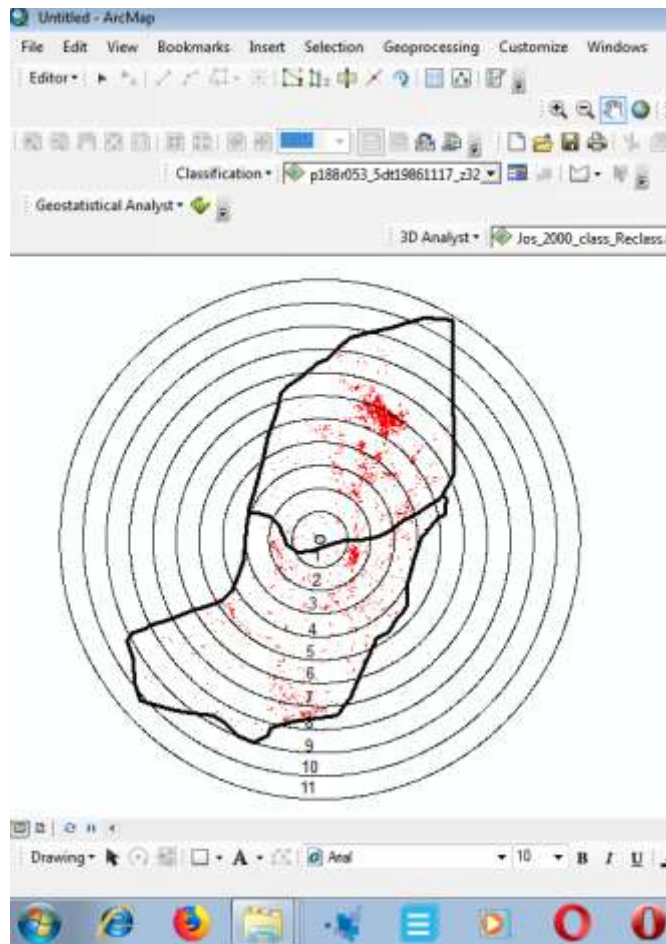 Untitled - ArcMap
File Edit View Bookmarks Insert Selection Geoprocessing Customize Windows
Editor
Classification p188r053_5dt19861117_z32
Geostatistical Analyst
3D Analyst Jos_2000_class_Reclass.
0
1
2
3
4
5
6
7
8
9
10
11
Drawing A Arial 10 B I U